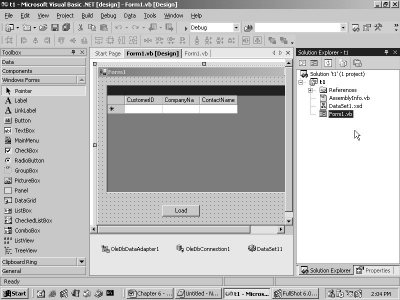 t1 - Microsoft Visual Basic .NET [design] - Form1.vb [Design]
File Edit View Project Build Debug Data Tools Window Help
Debug
Toolbox
Data
Components
Windows Forms
Pointer
Label
LinkLabel
Button
TextBox
MainMenu
CheckBox
RadioButton
GroupBox
PictureBox
Panel
DataGrid
ListBox
CheckedListBox
ComboBox
ListView
TreeView
Clipboard Ring
General
Start Page Form1.vb [Design] Form1.vb
Form1
CustomerID CompanyNa ContactName
Load
OleDbDataAdapter1 OleDbConnection1 DataSet11
Solution Explorer - t1
Solution 't1' (1 project)
t1
References
AssemblyInfo.vb
DataSet1.xsd
Form1.vb
Solution Explorer Properties
Ready
Start
Chapter 6 - ...
Untitled - N...
t1 - Micros...
FullShot 6.0...
2:04 PM